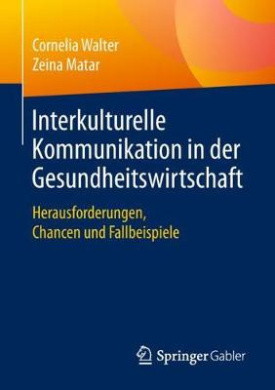 Cornelia Walter
Zeina Matar
Interkulturelle
Kommunikation in der
Gesundheitswirtschaft
Herausforderungen,
Chancen und Fallbeispiele
Springer Gabler